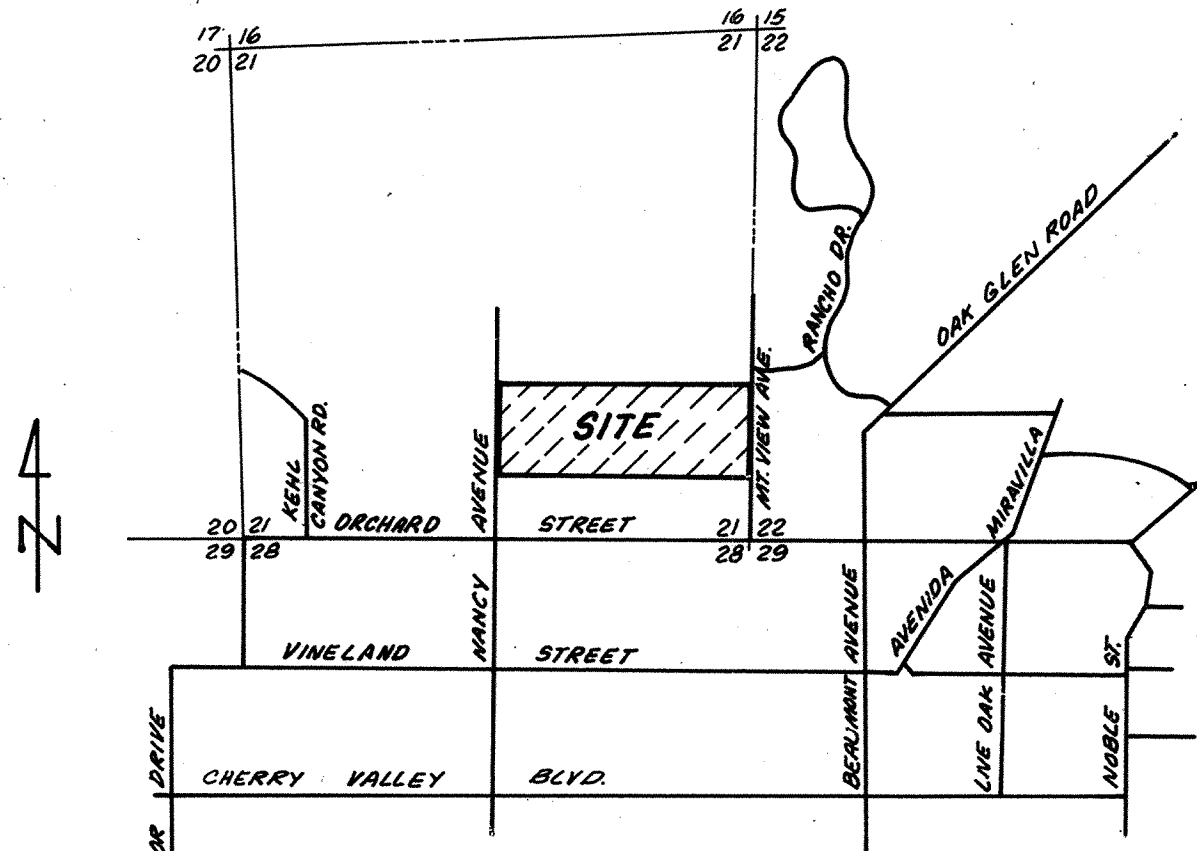 17 16
16 15
20 21
21 22
RANCHO DR.
OAK GLEN ROAD
MT. VIEW AVE.
SITE
KEHL
CANYON RD.
NANCY AVENUE
AVENIDA MIRAVILLA
20 21
ORCHARD STREET
21 22
29 28
28 29
BEAUMONT AVENUE
LIVE OAK AVENUE
NOBLE ST.
VINELAND STREET
DRIVE
CHERRY VALLEY BLVD.
OR
N